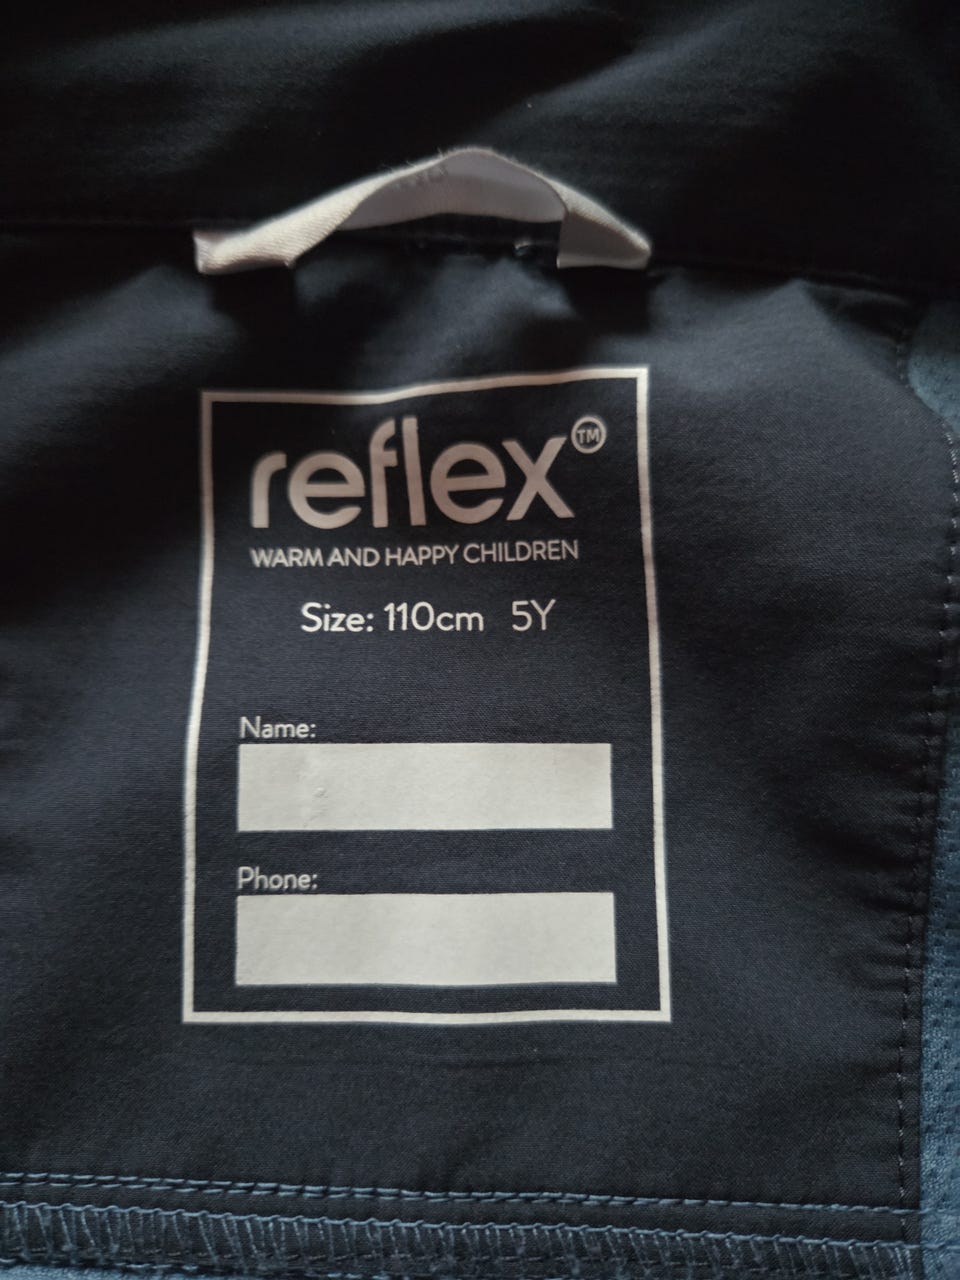 reflex™
WARM AND HAPPY CHILDREN
Size: 110cm 5Y
Name:
Phone: